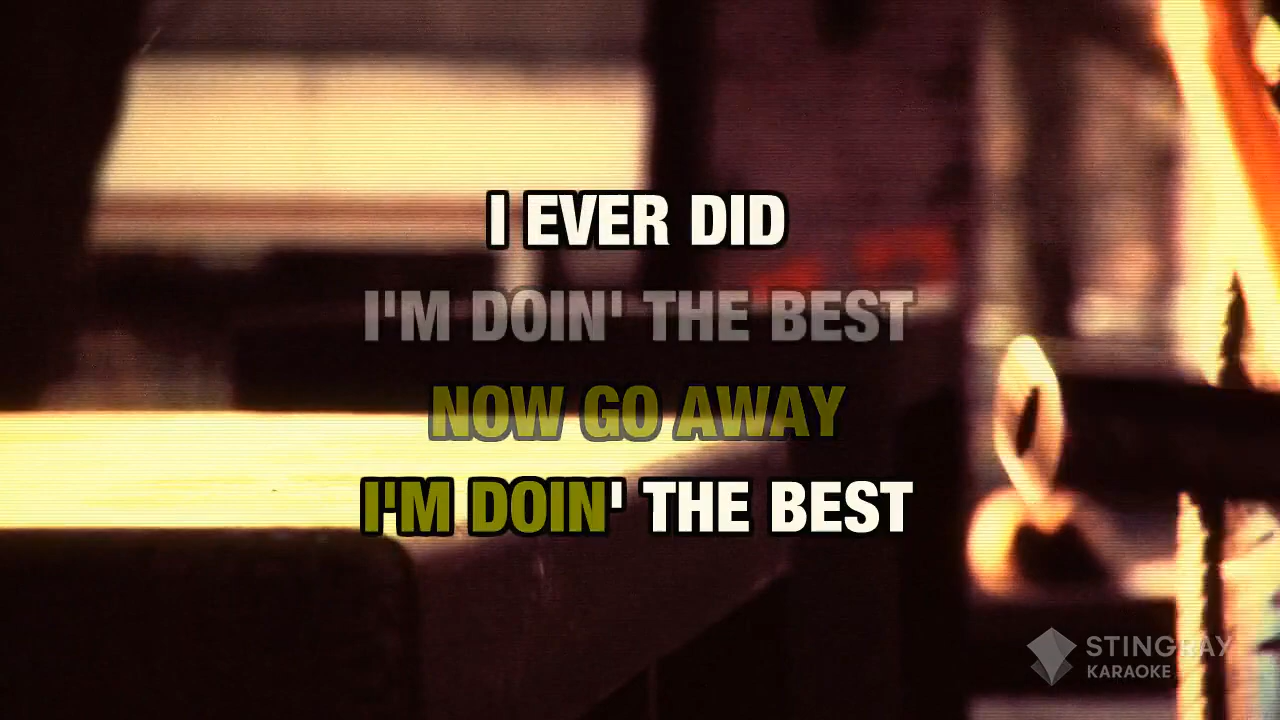 I EVER DID
I'M DOIN' THE BEST
NOW GO AWAY
I'M DOIN' THE BEST
STINGRAY
KARAOKE